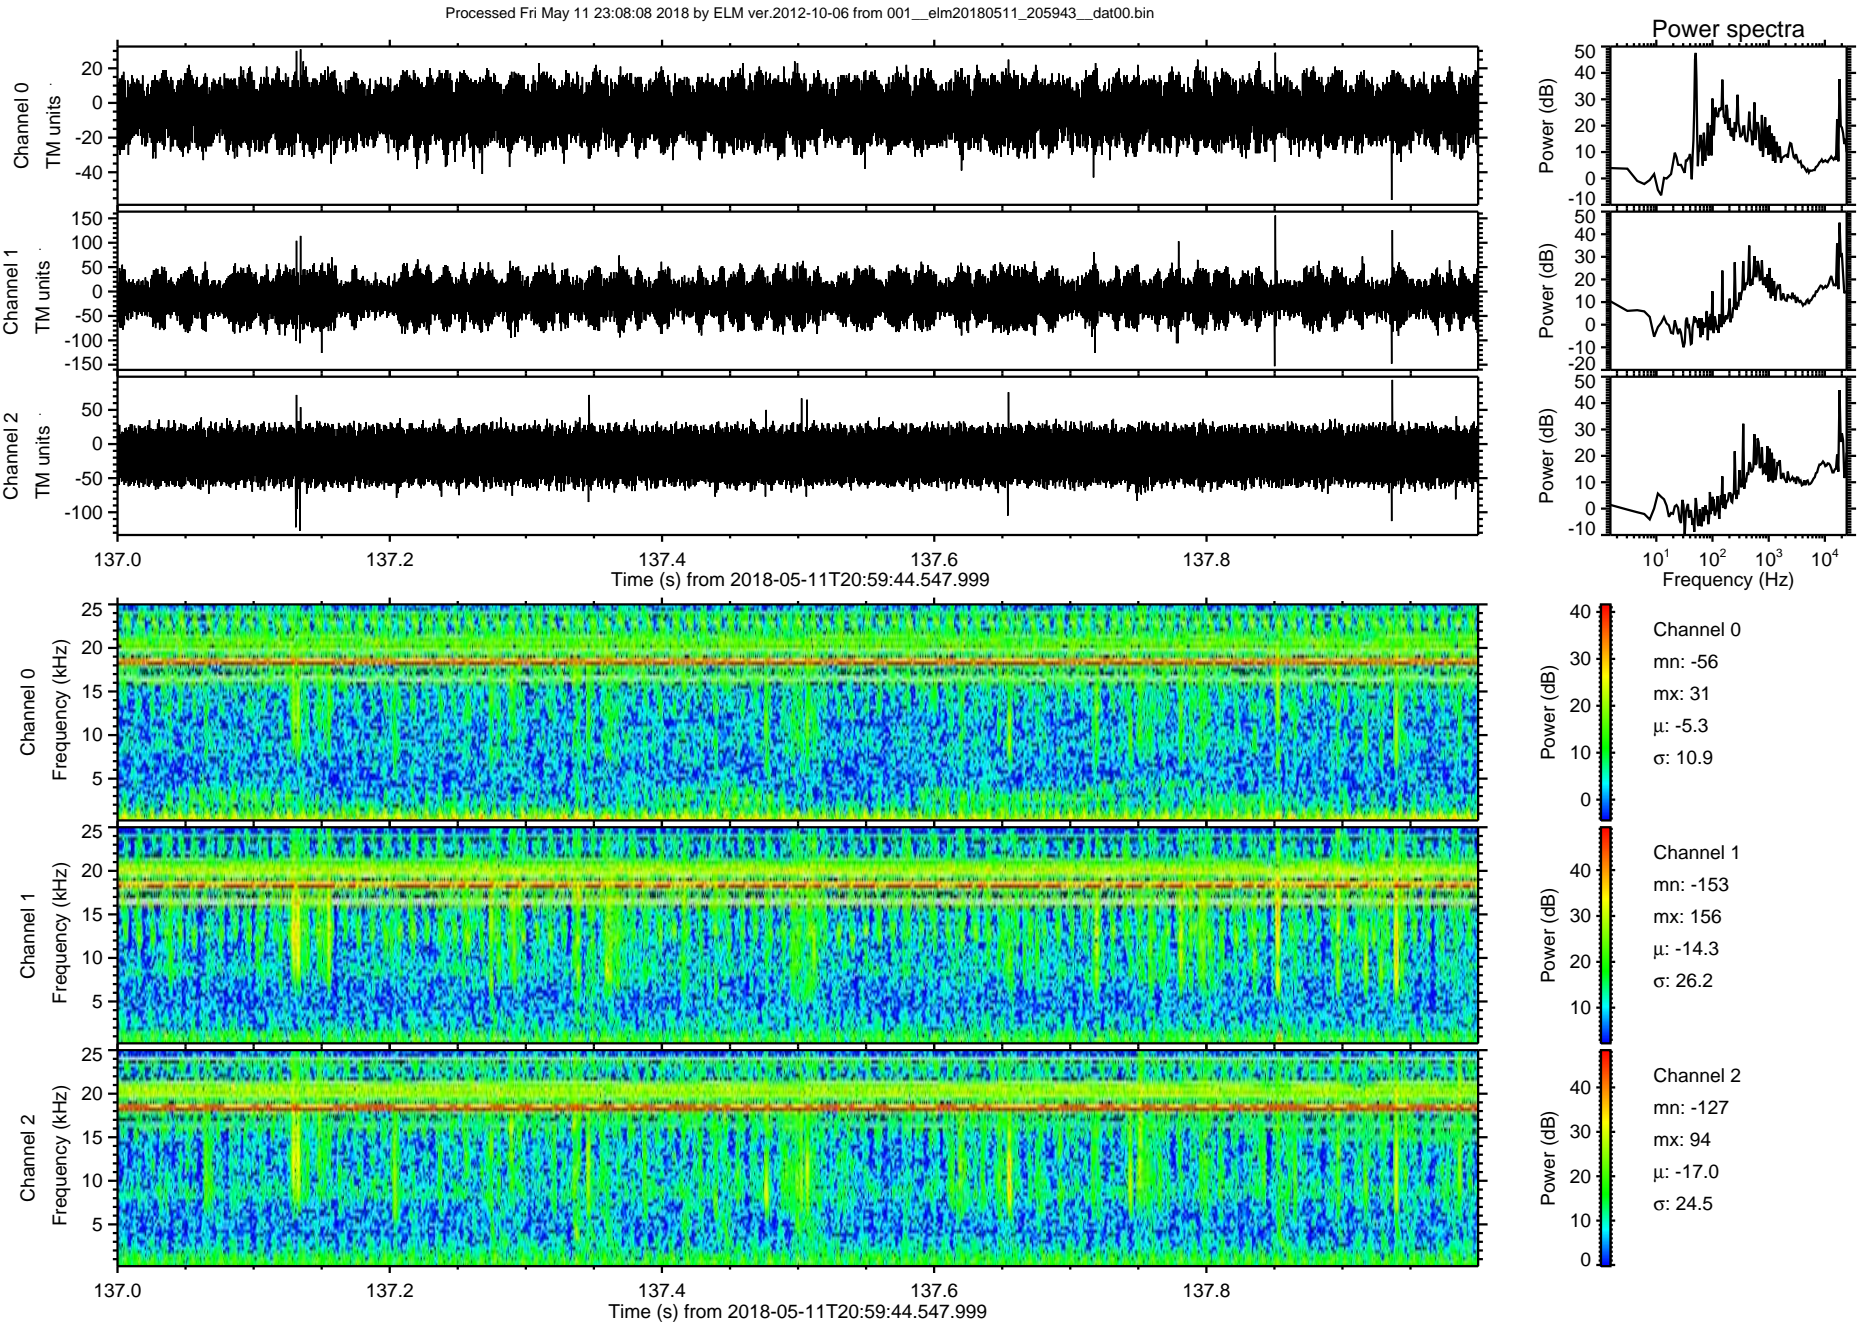 Processed Fri May 11 23:08:08 2018 by ELM ver.2012-10-06 from 001__elm20180511_205943__dat00.bin
Power spectra
Channel 0
TM units
20
0
-20
-40
Power (dB)
50
40
30
20
10
0
-10
Channel 1
TM units
150
100
50
0
-50
-100
-150
Power (dB)
50
40
30
20
10
0
-10
-20
Channel 2
TM units
50
0
-50
-100
Power (dB)
50
40
30
20
10
0
-10
137.0 137.2 137.4 137.6 137.8
Time (s) from 2018-05-11T20:59:44.547.999
10^1 10^2 10^3 10^4
Frequency (Hz)
Channel 0
Frequency (kHz)
25
20
15
10
5
Power (dB)
40
30
20
10
0
Channel 0
mn: -56
mx: 31
μ: -5.3
σ: 10.9
Channel 1
Frequency (kHz)
25
20
15
10
5
Power (dB)
40
30
20
10
Channel 1
mn: -153
mx: 156
μ: -14.3
σ: 26.2
Channel 2
Frequency (kHz)
25
20
15
10
5
Power (dB)
40
30
20
10
0
Channel 2
mn: -127
mx: 94
μ: -17.0
σ: 24.5
137.0 137.2 137.4 137.6 137.8
Time (s) from 2018-05-11T20:59:44.547.999